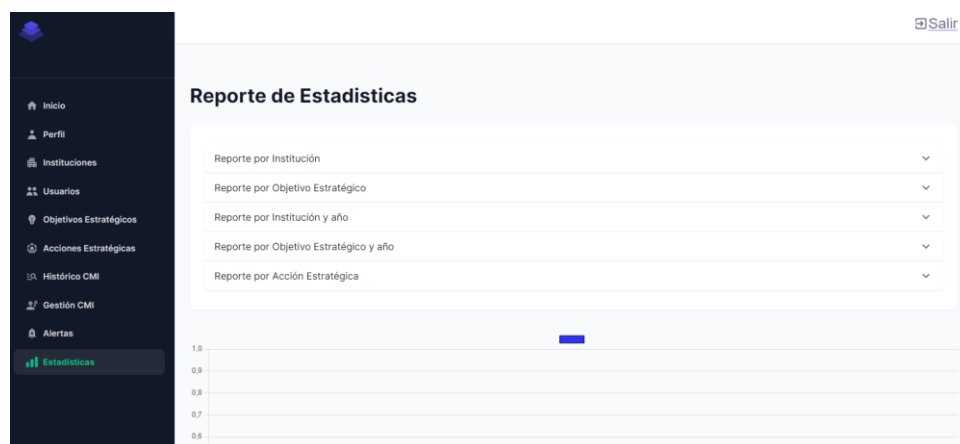 Salir
Inicio
Perfil
Instituciones
Usuarios
Objetivos Estratégicos
Acciones Estratégicas
Histórico CMI
Gestión CMI
Alertas
Estadísticas
Reporte de Estadisticas
Reporte por Institución
Reporte por Objetivo Estratégico
Reporte por Institución y año
Reporte por Objetivo Estratégico y año
Reporte por Acción Estratégica
1,0
0,9
0,8
0,7
0,6